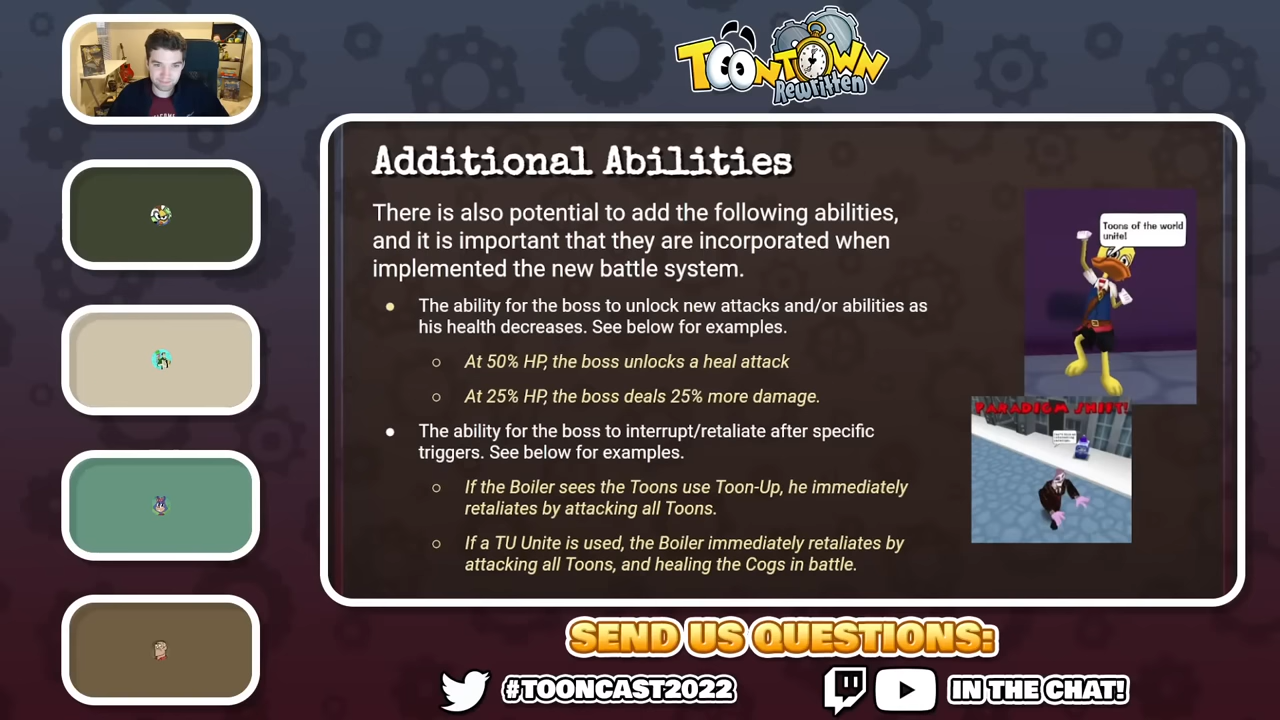 TOONTOWN
Rewritten
Additional Abilities
There is also potential to add the following abilities,
and it is important that they are incorporated when
implemented the new battle system.
The ability for the boss to unlock new attacks and/or abilities as
his health decreases. See below for examples.
At 50% HP, the boss unlocks a heal attack
At 25% HP, the boss deals 25% more damage.
The ability for the boss to interrupt/retaliate after specific
triggers. See below for examples.
If the Boiler sees the Toons use Toon-Up, he immediately
retaliates by attacking all Toons.
If a TU Unite is used, the Boiler immediately retaliates by
attacking all Toons, and healing the Cogs in battle.
Toons of the world
unite!
PARADIGM SHIFT!
SEND US QUESTIONS:
#TOONCAST2022
IN THE CHAT!